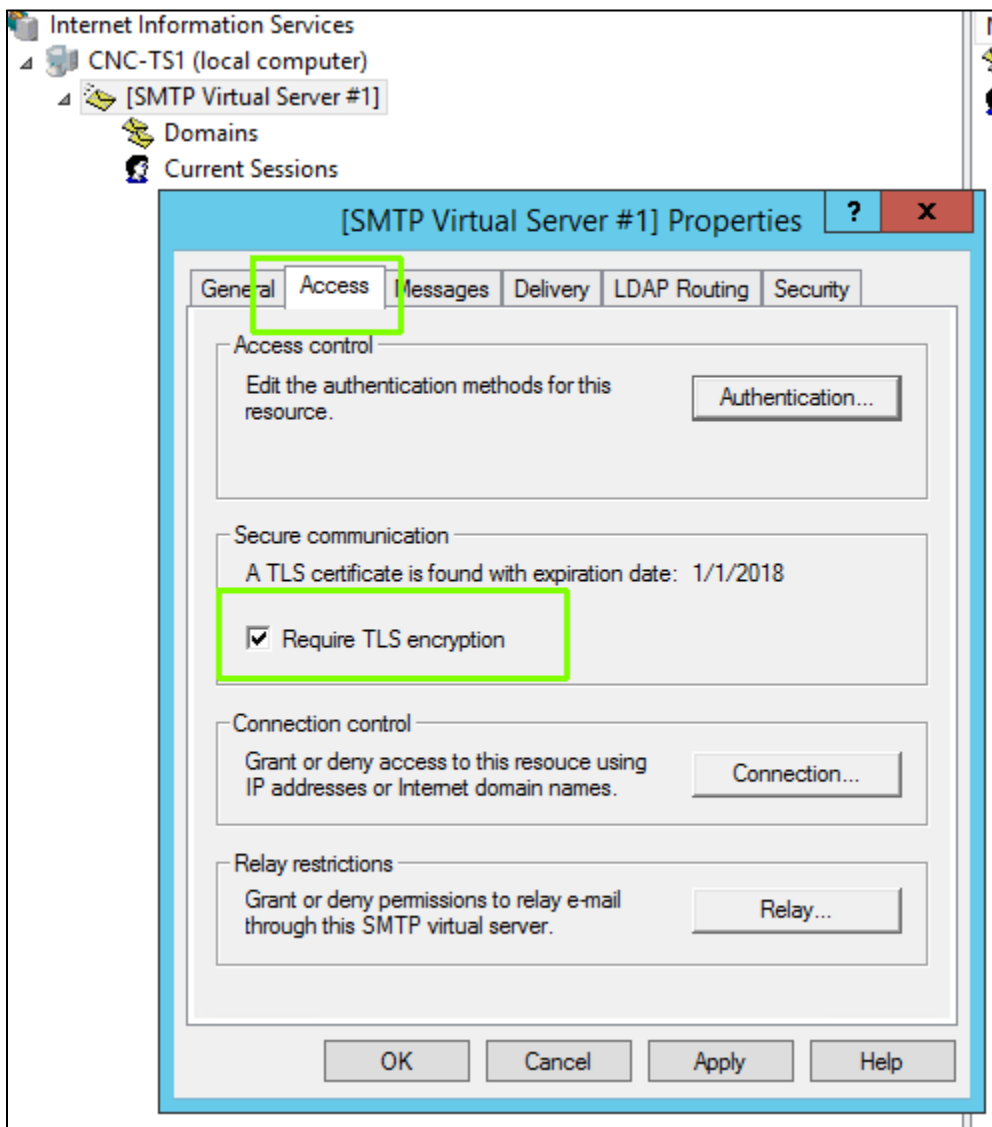 Internet Information Services
CNC-TS1 (local computer)
[SMTP Virtual Server #1]
Domains
Current Sessions
[SMTP Virtual Server #1] Properties ? x
General Access Messages Delivery LDAP Routing Security
Access control
Edit the authentication methods for this
resource.
Authentication...
Secure communication
A TLS certificate is found with expiration date: 1/1/2018
Require TLS encryption
Connection control
Grant or deny access to this resouce using
IP addresses or Internet domain names.
Connection...
Relay restrictions
Grant or deny permissions to relay e-mail
through this SMTP virtual server.
Relay...
OK Cancel Apply Help